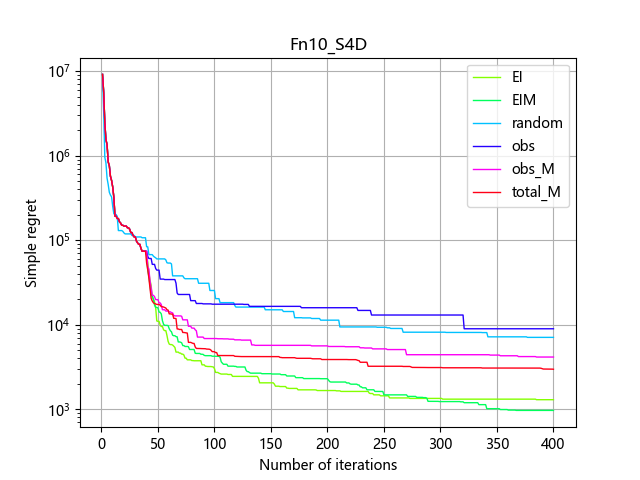 Fn10_S4D
Simple regret
10^7
10^6
10^5
10^4
10^3
EI
EIM
random
obs
obs_M
total_M
0 50 100 150 200 250 300 350 400
Number of iterations